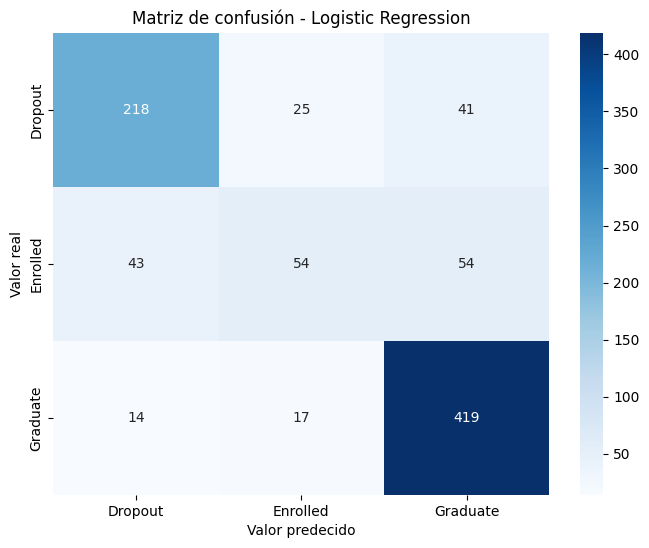 Matriz de confusión - Logistic Regression
Valor real
Dropout
218 25 41
Enrolled
43 54 54
Graduate
14 17 419
Dropout Enrolled Graduate
Valor predecido
400
350
300
250
200
150
100
50